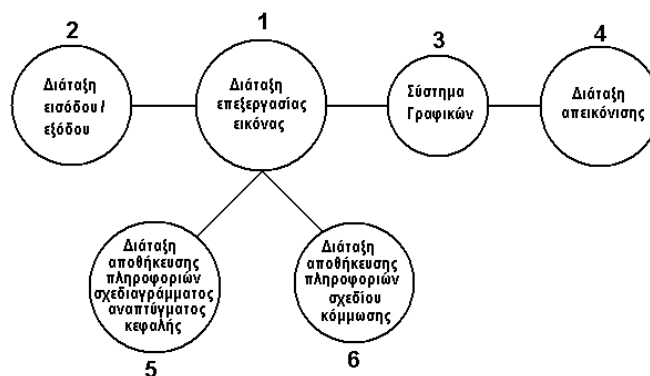 2
Διάταξη
εισόδου/
εξόδου
1
Διάταξη
επεξεργασίας
εικόνας
3
Σύστημα
Γραφικών
4
Διάταξη
απεικόνισης
Διάταξη
αποθήκευσης
πληροφοριών
σχεδιαγράμματος
αναπτύγματος
κεφαλής
5
Διάταξη
αποθήκευσης
πληροφοριών
σχεδίου
κόμμωσης
6